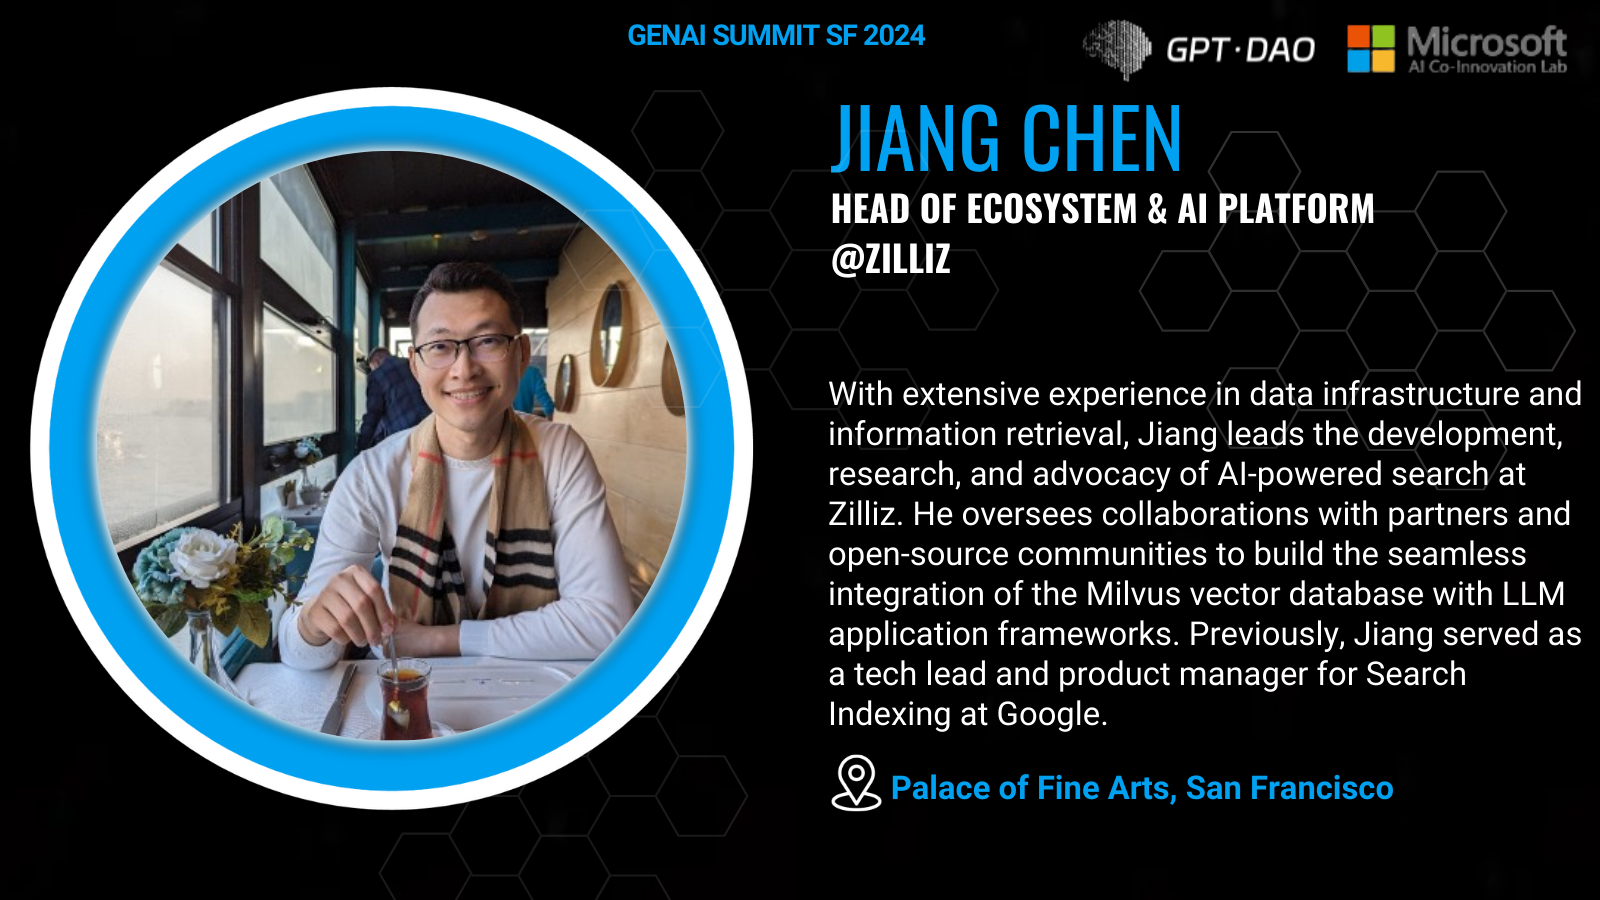 GENAI SUMMIT SF 2024
GPT·DAO
Microsoft
AI Co-Innovation Lab
JIANG CHEN
HEAD OF ECOSYSTEM & AI PLATFORM
@ZILLIZ
With extensive experience in data infrastructure and
information retrieval, Jiang leads the development,
research, and advocacy of AI-powered search at
Zilliz. He oversees collaborations with partners and
open-source communities to build the seamless
integration of the Milvus vector database with LLM
application frameworks. Previously, Jiang served as
a tech lead and product manager for Search
Indexing at Google.
Palace of Fine Arts, San Francisco